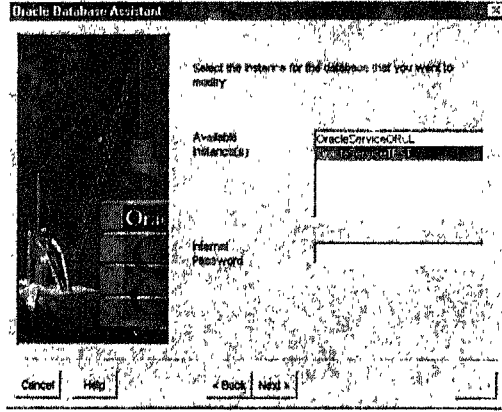 Oracle Database Assistant
Select the instance for the database that you want to
modify
Available
Instance(s)
OracleServiceORCL
Internal
Password
Cancel
Help
< Back
Next >